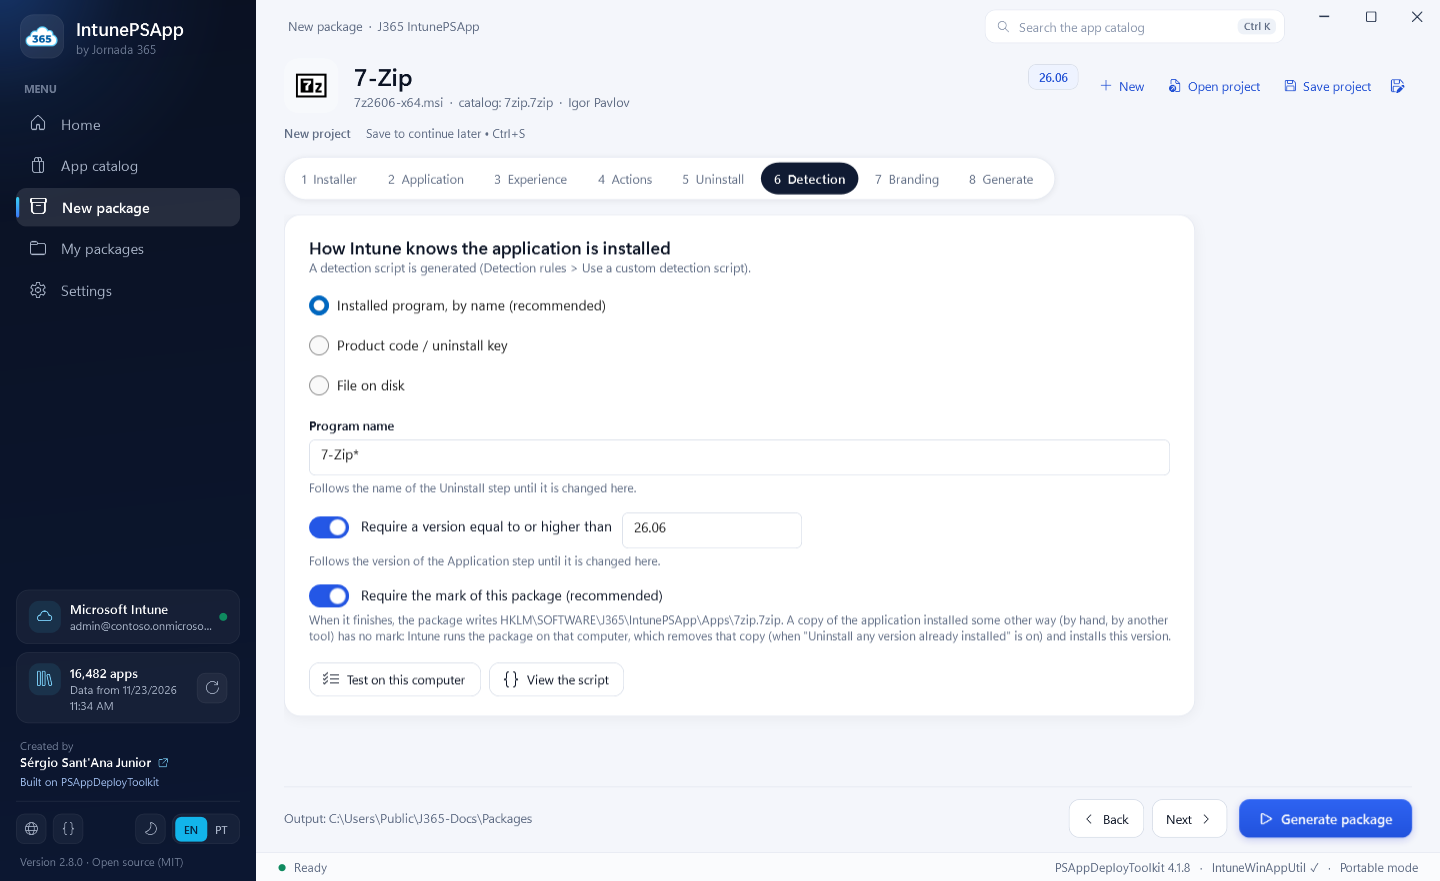 IntunePSApp
by Jornada 365
365
MENU
Home
App catalog
New package
My packages
Settings
Microsoft Intune
admin@contoso.onmicroso...
16,482 apps
Data from 11/23/2026
11:34 AM
Created by
Sérgio Sant'Ana Junior
Built on PSAppDeployToolkit
EN PT
Version 2.8.0 · Open source (MIT)
New package · J365 IntunePSApp
Search the app catalog Ctrl K
7z
7-Zip
7z2606-x64.msi · catalog: 7zip.7zip · Igor Pavlov
26.06
New
Open project
Save project
New project Save to continue later • Ctrl+S
1 Installer 2 Application 3 Experience 4 Actions 5 Uninstall 6 Detection 7 Branding 8 Generate
How Intune knows the application is installed
A detection script is generated (Detection rules > Use a custom detection script).
Installed program, by name (recommended)
Product code / uninstall key
File on disk
Program name
7-Zip*
Follows the name of the Uninstall step until it is changed here.
Require a version equal to or higher than 26.06
Follows the version of the Application step until it is changed here.
Require the mark of this package (recommended)
When it finishes, the package writes HKLM\SOFTWARE\J365\IntunePSApp\Apps\7zip.7zip. A copy of the application installed some other way (by hand, by another
tool) has no mark: Intune runs the package on that computer, which removes that copy (when "Uninstall any version already installed" is on) and installs this version.
Test on this computer
{ } View the script
Output: C:\Users\Public\J365-Docs\Packages
Back
Next
Generate package
Ready
PSAppDeployToolkit 4.1.8 · IntuneWinAppUtil ✓ · Portable mode